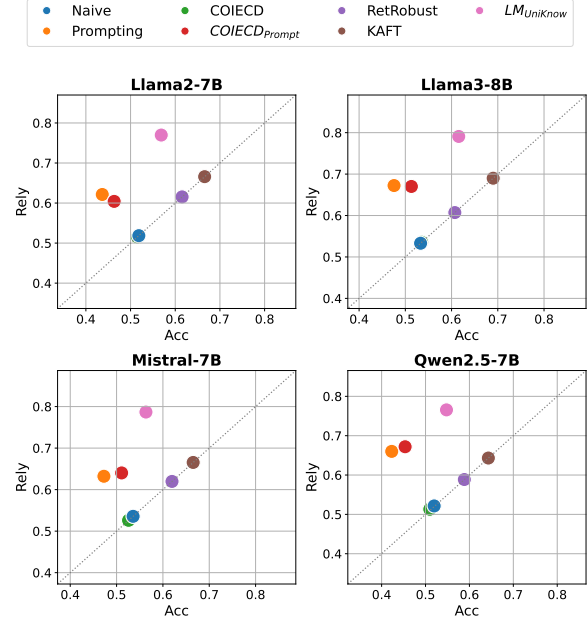 Naive COIECD RetRobust LM_UniKnow
Prompting COIECD_Prompt KAFT
Llama2-7B Llama3-8B
Rely
0.8
0.7
0.6
0.5
0.4
0.4 0.5 0.6 0.7 0.8
Acc
Rely
0.8
0.7
0.6
0.5
0.4
0.4 0.5 0.6 0.7 0.8
Acc
Mistral-7B Qwen2.5-7B
Rely
0.8
0.7
0.6
0.5
0.4
0.4 0.5 0.6 0.7 0.8
Acc
Rely
0.8
0.7
0.6
0.5
0.4
0.4 0.5 0.6 0.7 0.8
Acc